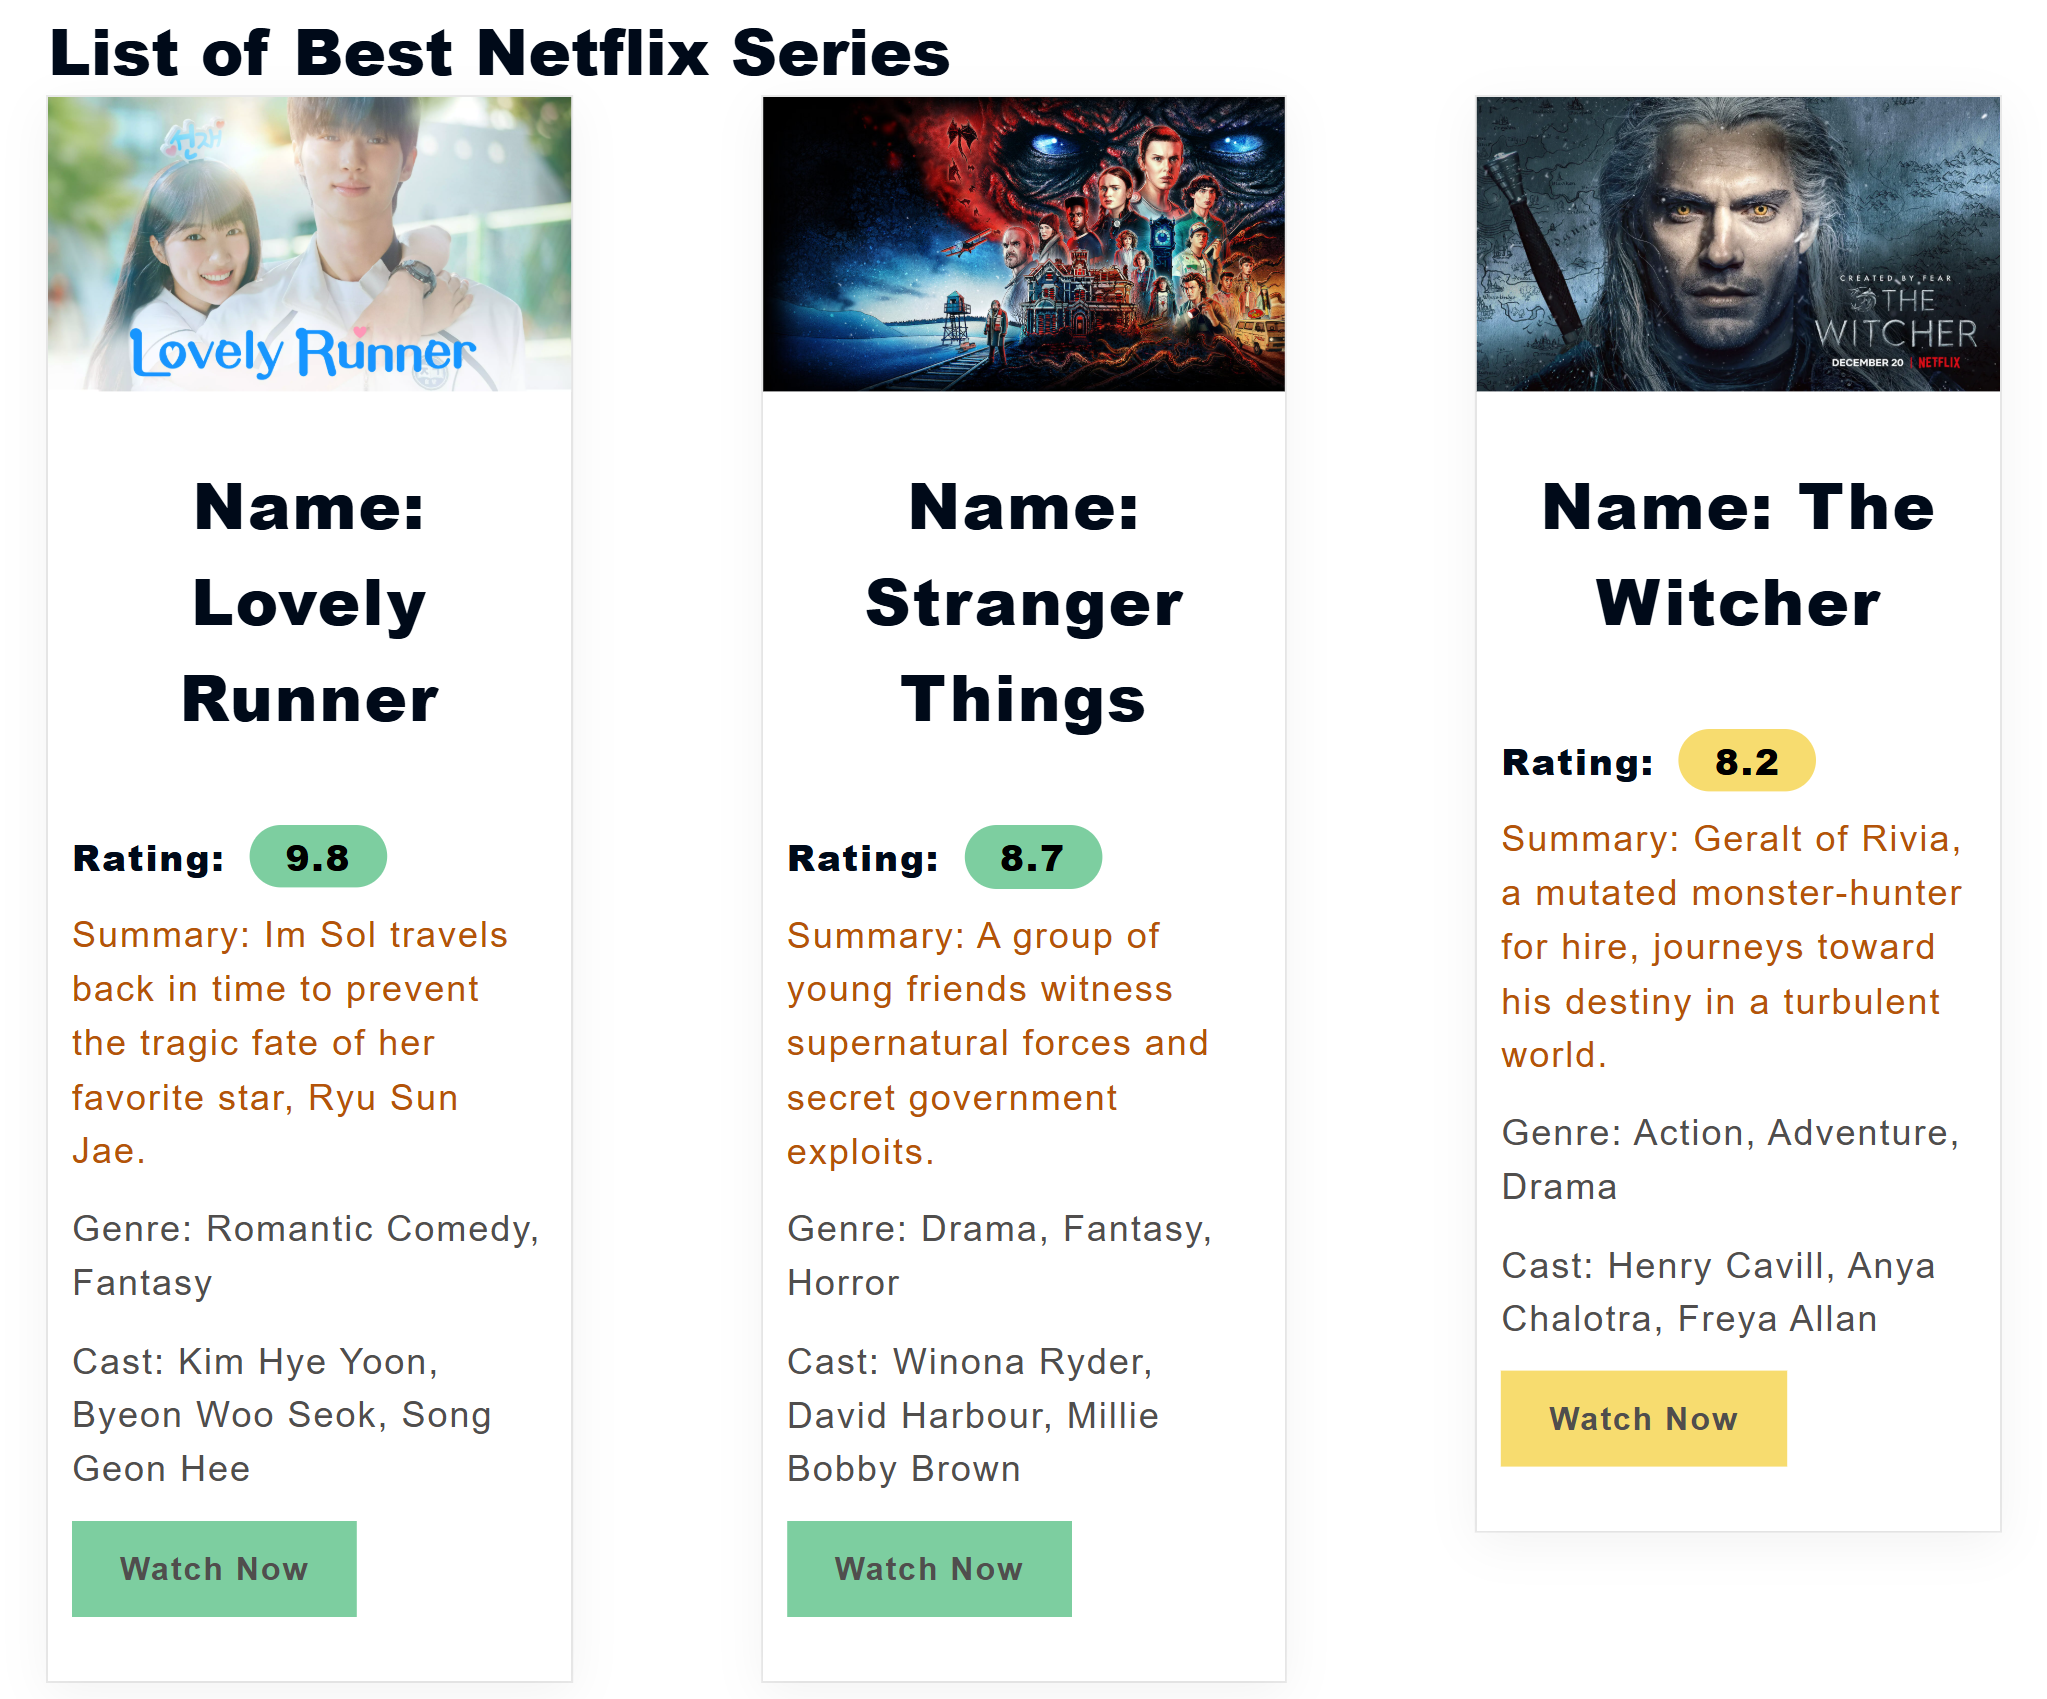 List of Best Netflix Series
선재
Lovely Runner
Name:
Lovely
Runner
Rating: 9.8
Summary: Im Sol travels
back in time to prevent
the tragic fate of her
favorite star, Ryu Sun
Jae.
Genre: Romantic Comedy,
Fantasy
Cast: Kim Hye Yoon,
Byeon Woo Seok, Song
Geon Hee
Watch Now
Name:
Stranger
Things
Rating: 8.7
Summary: A group of
young friends witness
supernatural forces and
secret government
exploits.
Genre: Drama, Fantasy,
Horror
Cast: Winona Ryder,
David Harbour, Millie
Bobby Brown
Watch Now
CREATED BY FEAR
THE
WITCHER
DECEMBER 20 | NETFLIX
Name: The
Witcher
Rating: 8.2
Summary: Geralt of Rivia,
a mutated monster-hunter
for hire, journeys toward
his destiny in a turbulent
world.
Genre: Action, Adventure,
Drama
Cast: Henry Cavill, Anya
Chalotra, Freya Allan
Watch Now